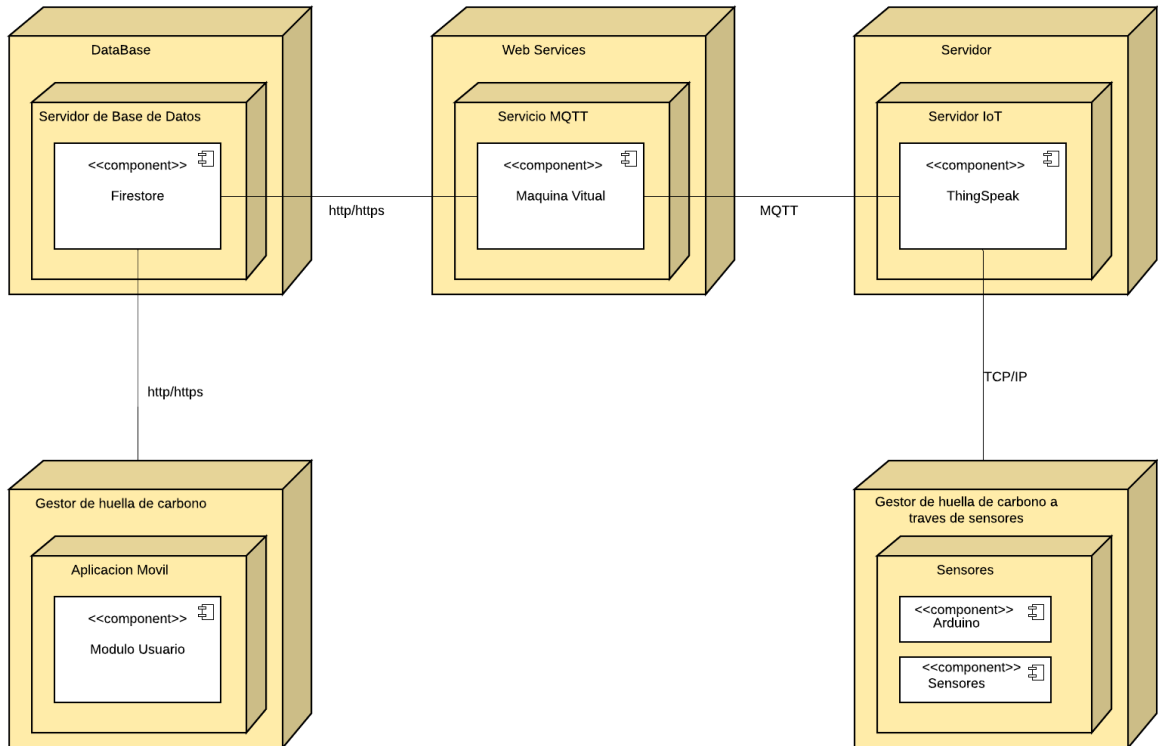 DataBase
Servidor de Base de Datos
<<component>>
Firestore
http/https
Web Services
Servicio MQTT
<<component>>
Maquina Vitual
MQTT
Servidor
Servidor IoT
<<component>>
ThingSpeak
http/https
TCP/IP
Gestor de huella de carbono
Aplicacion Movil
<<component>>
Modulo Usuario
Gestor de huella de carbono a
traves de sensores
Sensores
<<component>>
Arduino
<<component>>
Sensores